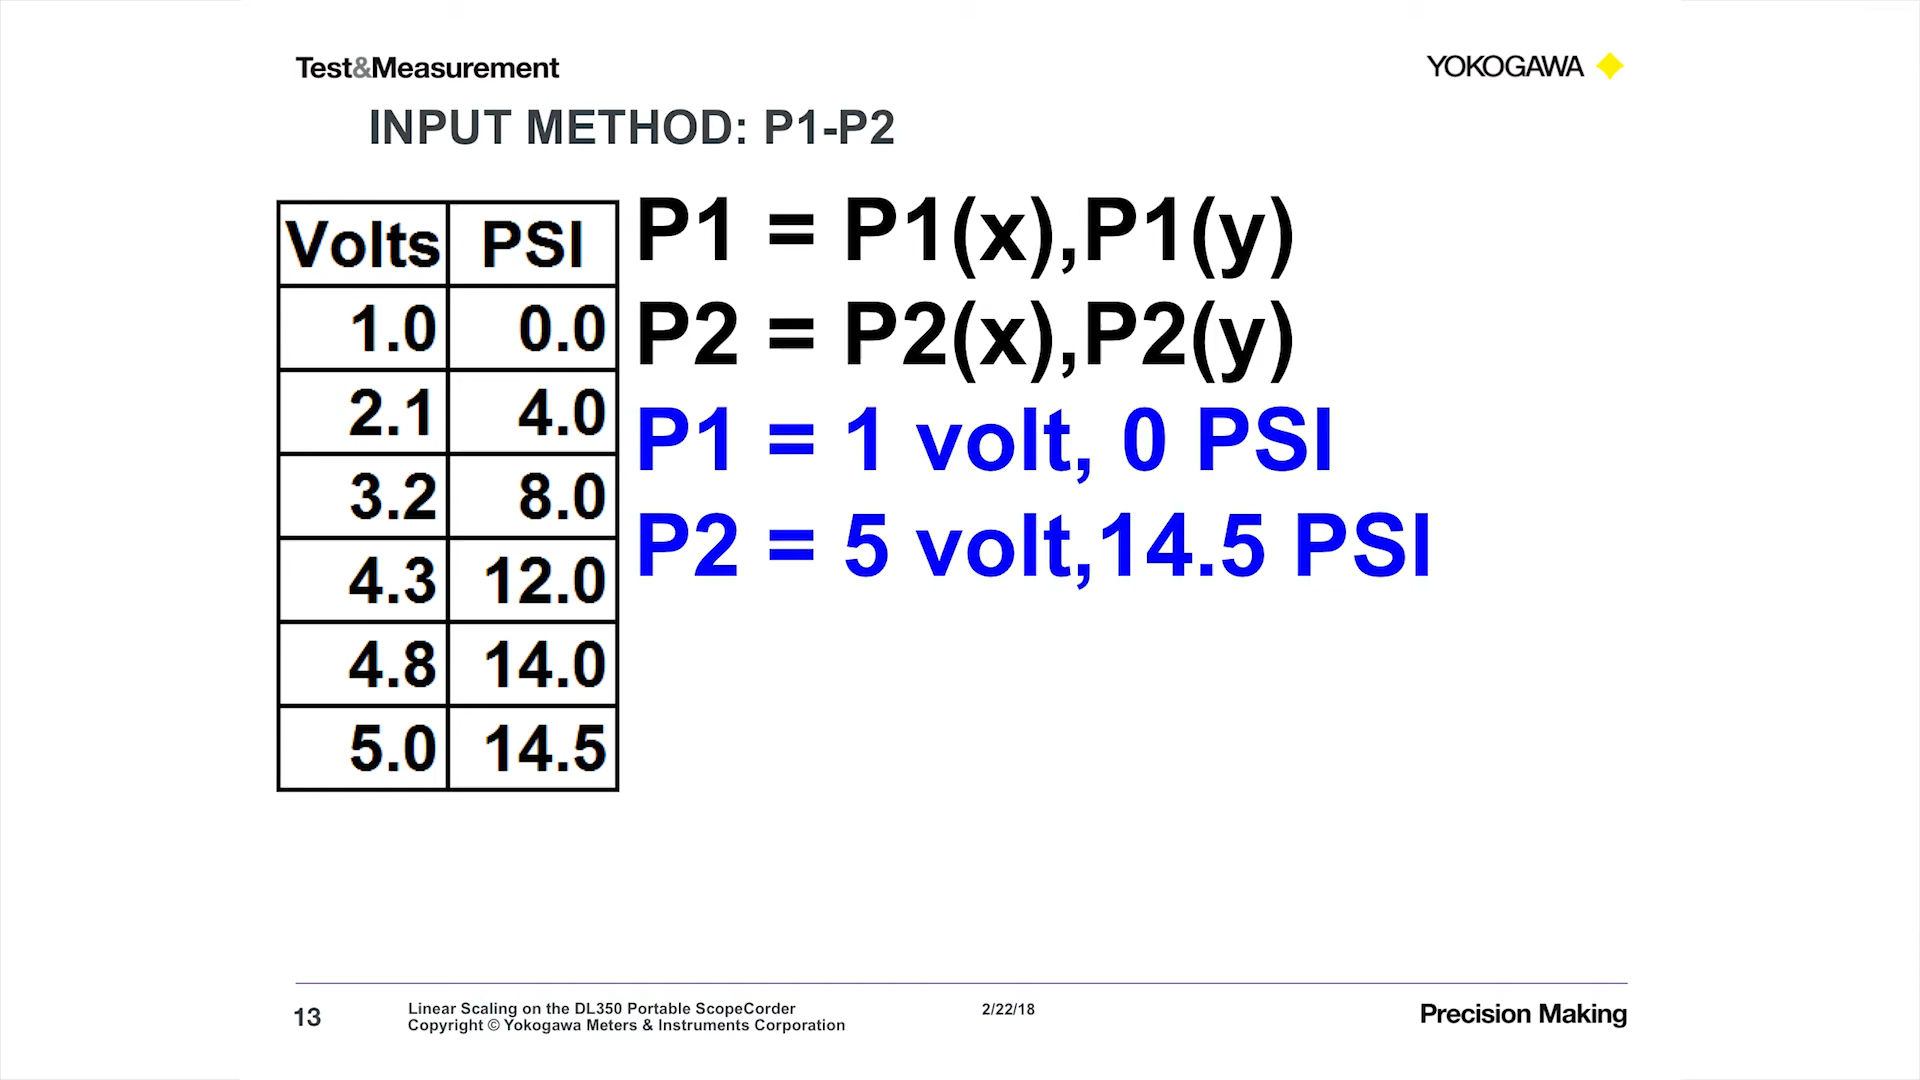 Test&Measurement
YOKOGAWA
INPUT METHOD: P1-P2
Volts PSI
1.0 0.0
2.1 4.0
3.2 8.0
4.3 12.0
4.8 14.0
5.0 14.5
P1 = P1(x),P1(y)
P2 = P2(x),P2(y)
P1 = 1 volt, 0 PSI
P2 = 5 volt,14.5 PSI
13
Linear Scaling on the DL350 Portable ScopeCorder
Copyright © Yokogawa Meters & Instruments Corporation
2/22/18
Precision Making